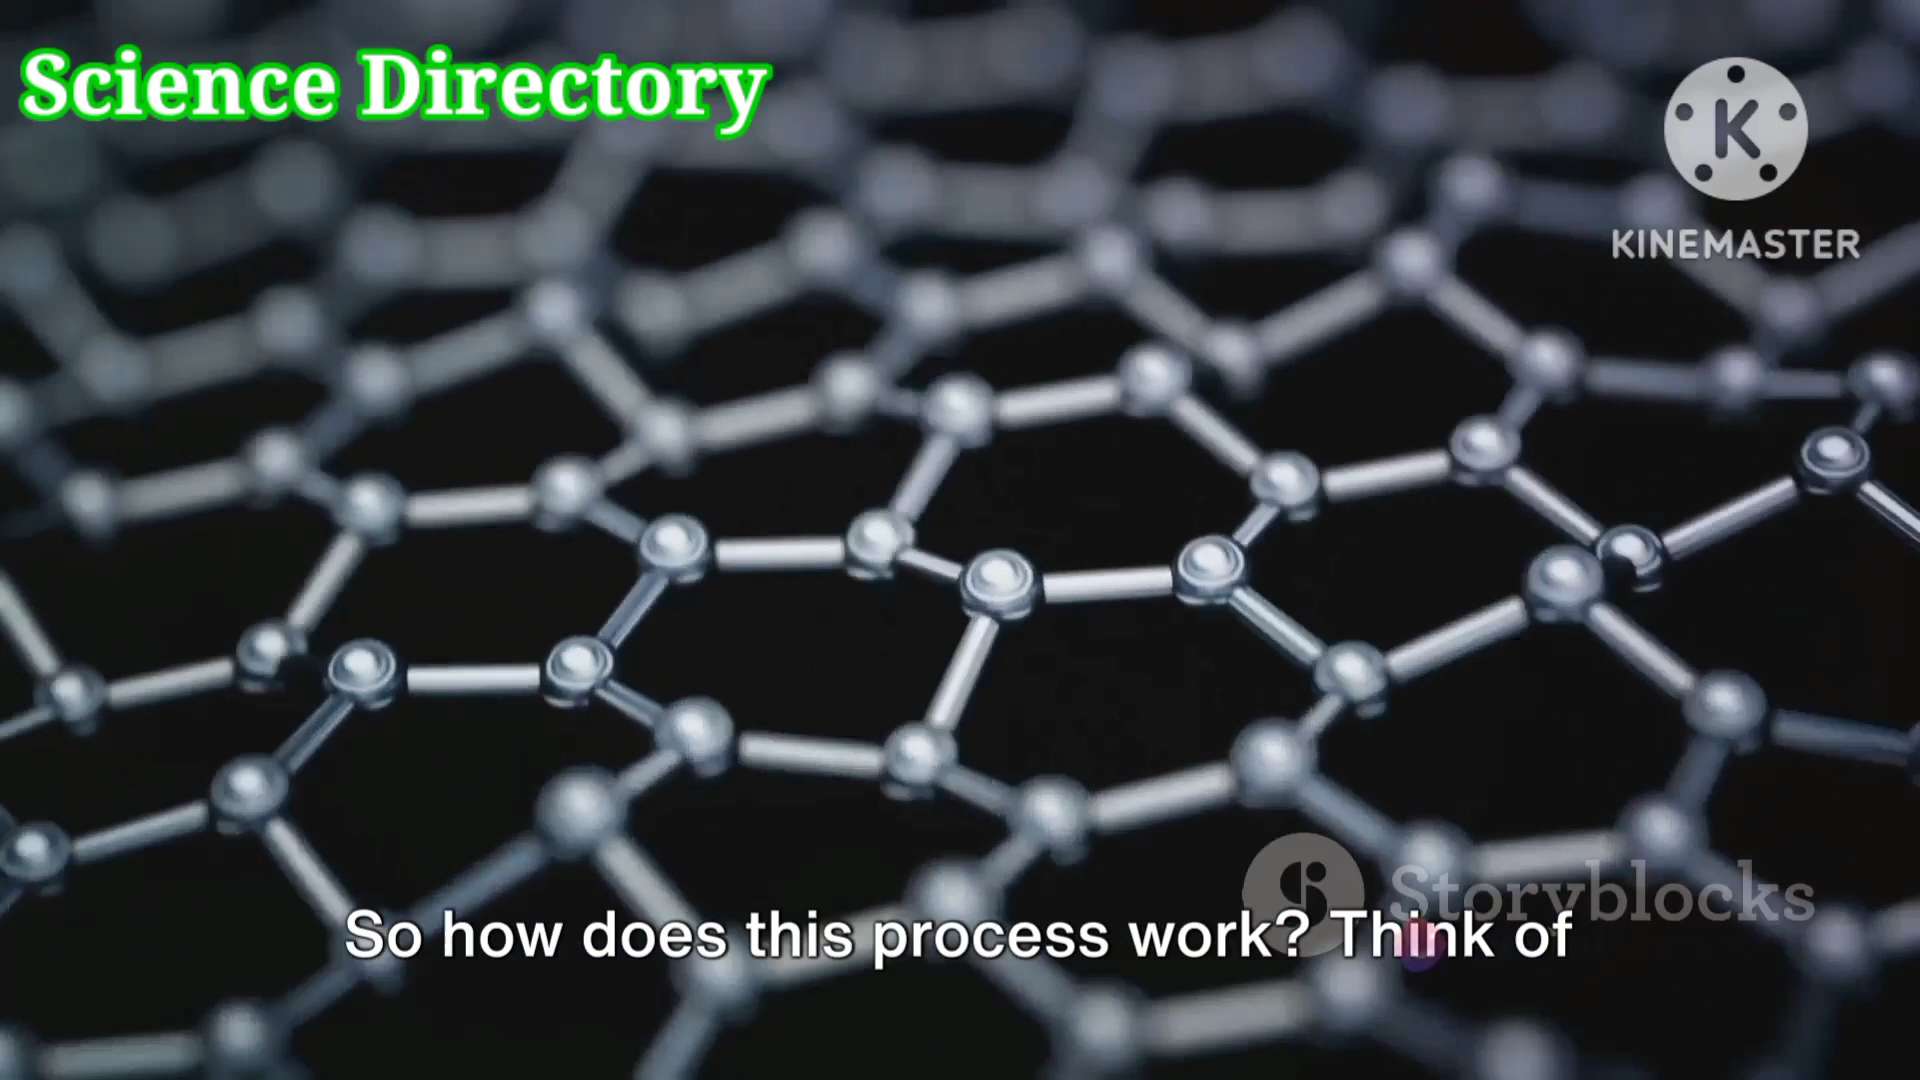 Science Directory
K
KINEMASTER
Storyblocks
So how does this process work? Think of